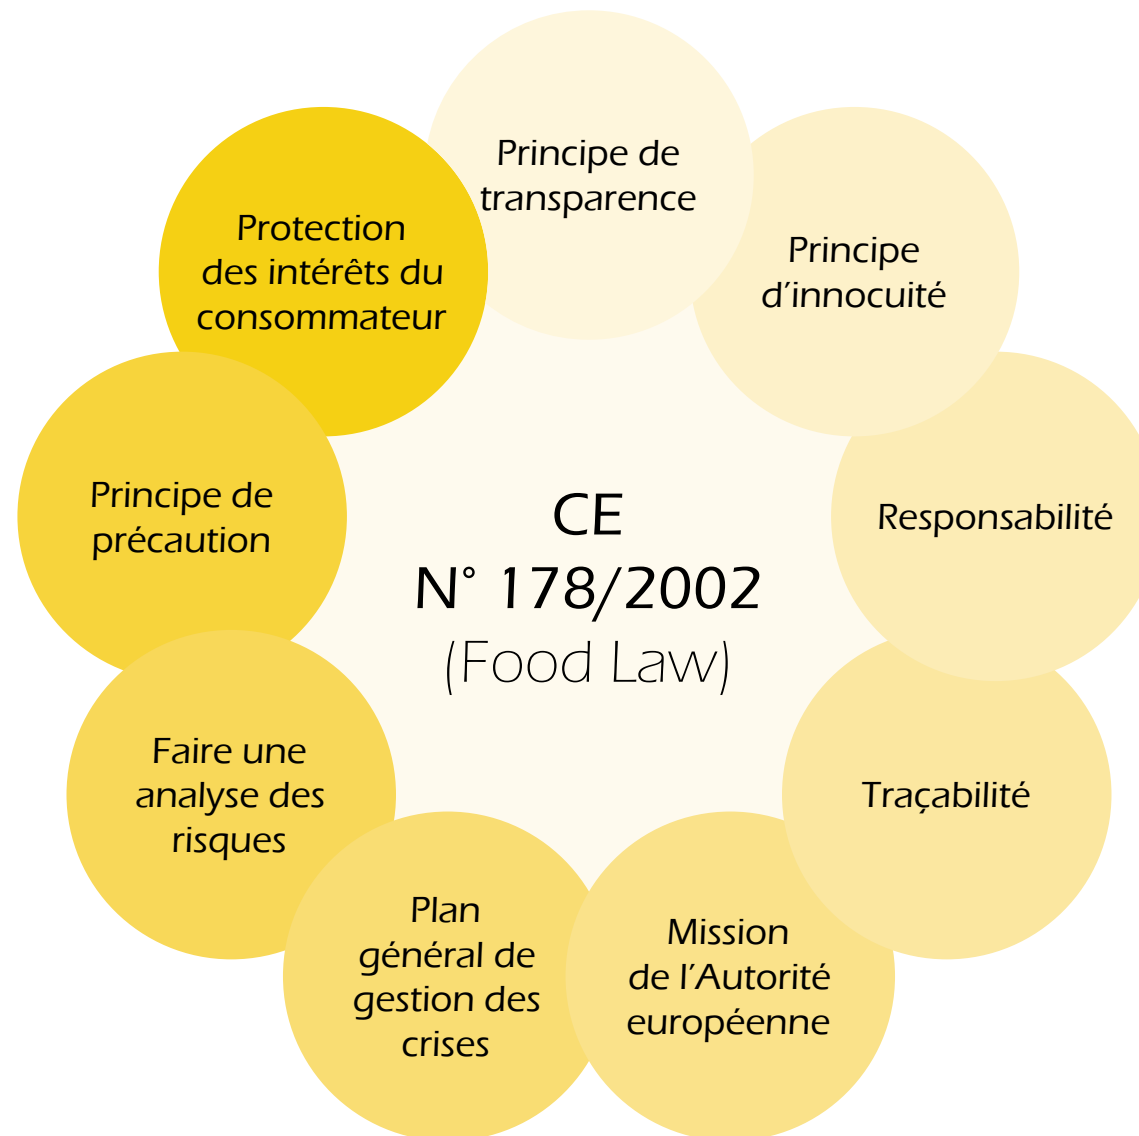 Principe de
transparence
Principe
d'innocuité
Responsabilité
Traçabilité
Mission
de l'Autorité
européenne
Plan
général de
gestion des
crises
Faire une
analyse des
risques
Principe de
précaution
Protection
des intérêts du
consommateur
CE
N° 178/2002
(Food Law)